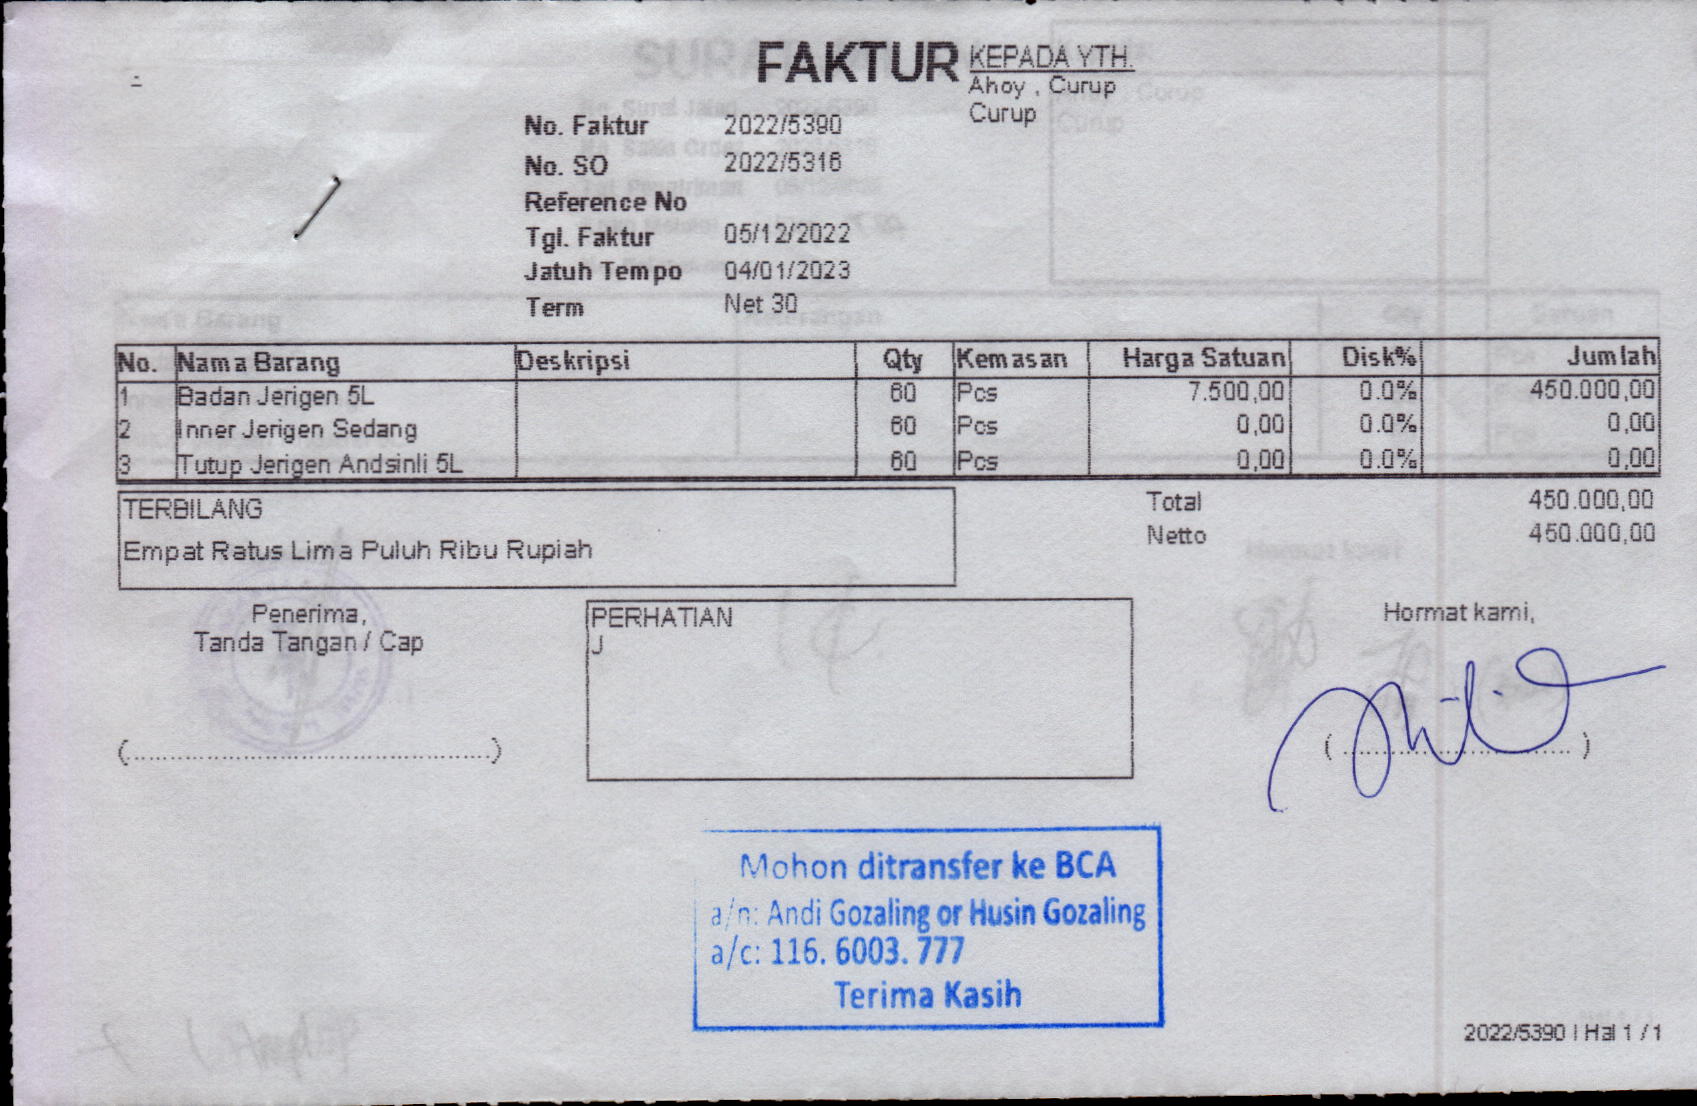 FAKTUR
KEPADA YTH.
Ahoy , Curup
Curup
No. Faktur 2022/5390
No. SO 2022/5316
Reference No
Tgl. Faktur 05/12/2022
Jatuh Tempo 04/01/2023
Term Net 30
No. Nama Barang Deskripsi Qty Kemasan Harga Satuan Disk% Jumlah
1 Badan Jerigen 5L 60 Pcs 7.500,00 0.0% 450.000,00
2 Inner Jerigen Sedang 60 Pcs 0,00 0.0% 0,00
3 Tutup Jerigen Andsinli 5L 60 Pcs 0,00 0.0% 0,00
TERBILANG
Empat Ratus Lima Puluh Ribu Rupiah
Total 450.000,00
Netto 450.000,00
Penerima,
Tanda Tangan / Cap
PERHATIAN
J
Hormat kami,
Mohon ditransfer ke BCA
a/n: Andi Gozaling or Husin Gozaling
a/c: 116. 6003. 777
Terima Kasih
2022/5390 | Hal 1 / 1